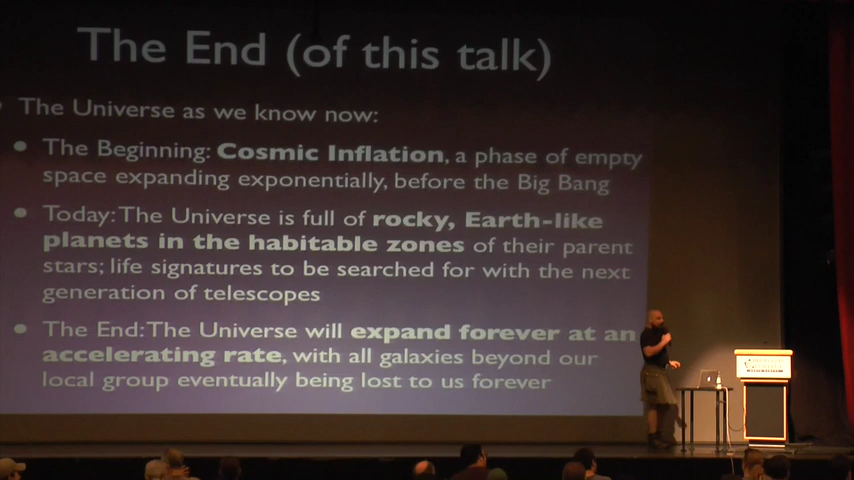 The End (of this talk)
The Universe as we know now:
• The Beginning: Cosmic Inflation, a phase of empty
space expanding exponentially, before the Big Bang
• Today: The Universe is full of rocky, Earth-like
planets in the habitable zones of their parent
stars; life signatures to be searched for with the next
generation of telescopes
• The End: The Universe will expand forever at an
accelerating rate, with all galaxies beyond our
local group eventually being lost to us forever